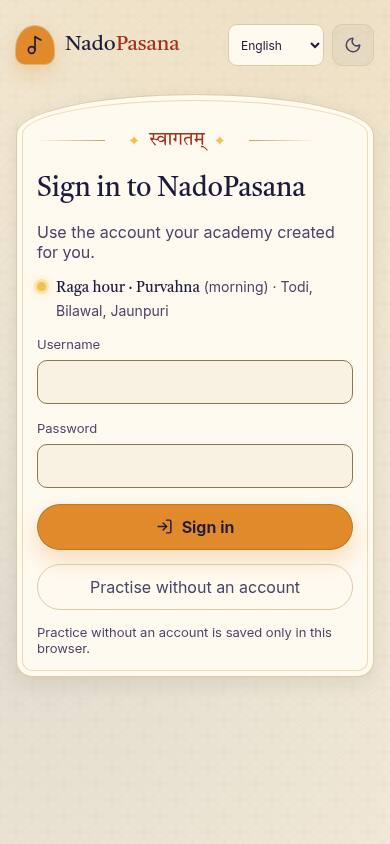 NadoPasana
English
स्वागतम्
Sign in to NadoPasana
Use the account your academy created
for you.
Raga hour · Purvahna (morning) · Todi,
Bilawal, Jaunpuri
Username
Password
Sign in
Practise without an account
Practice without an account is saved only in this
browser.